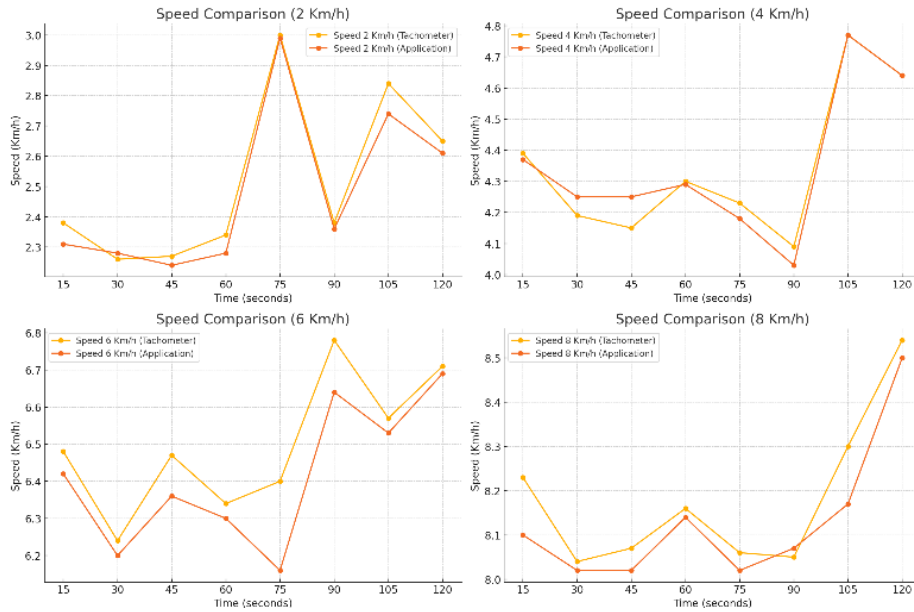 Speed Comparison (2 Km/h)
Speed (Km/h)
3.0
2.9
2.8
2.7
2.6
2.5
2.4
2.3
Speed 2 Km/h (Tachometer)
Speed 2 Km/h (Application)
15 30 45 60 75 90 105 120
Time (seconds)
Speed Comparison (4 Km/h)
Speed (Km/h)
4.8
4.7
4.6
4.5
4.4
4.3
4.2
4.1
4.0
Speed 4 Km/h (Tachometer)
Speed 4 Km/h (Application)
15 30 45 60 75 90 105 120
Time (seconds)
Speed Comparison (6 Km/h)
Speed (Km/h)
6.8
6.7
6.6
6.5
6.4
6.3
6.2
Speed 6 Km/h (Tachometer)
Speed 6 Km/h (Application)
15 30 45 60 75 90 105 120
Time (seconds)
Speed Comparison (8 Km/h)
Speed (Km/h)
8.5
8.4
8.3
8.2
8.1
8.0
Speed 8 Km/h (Tachometer)
Speed 8 Km/h (Application)
15 30 45 60 75 90 105 120
Time (seconds)